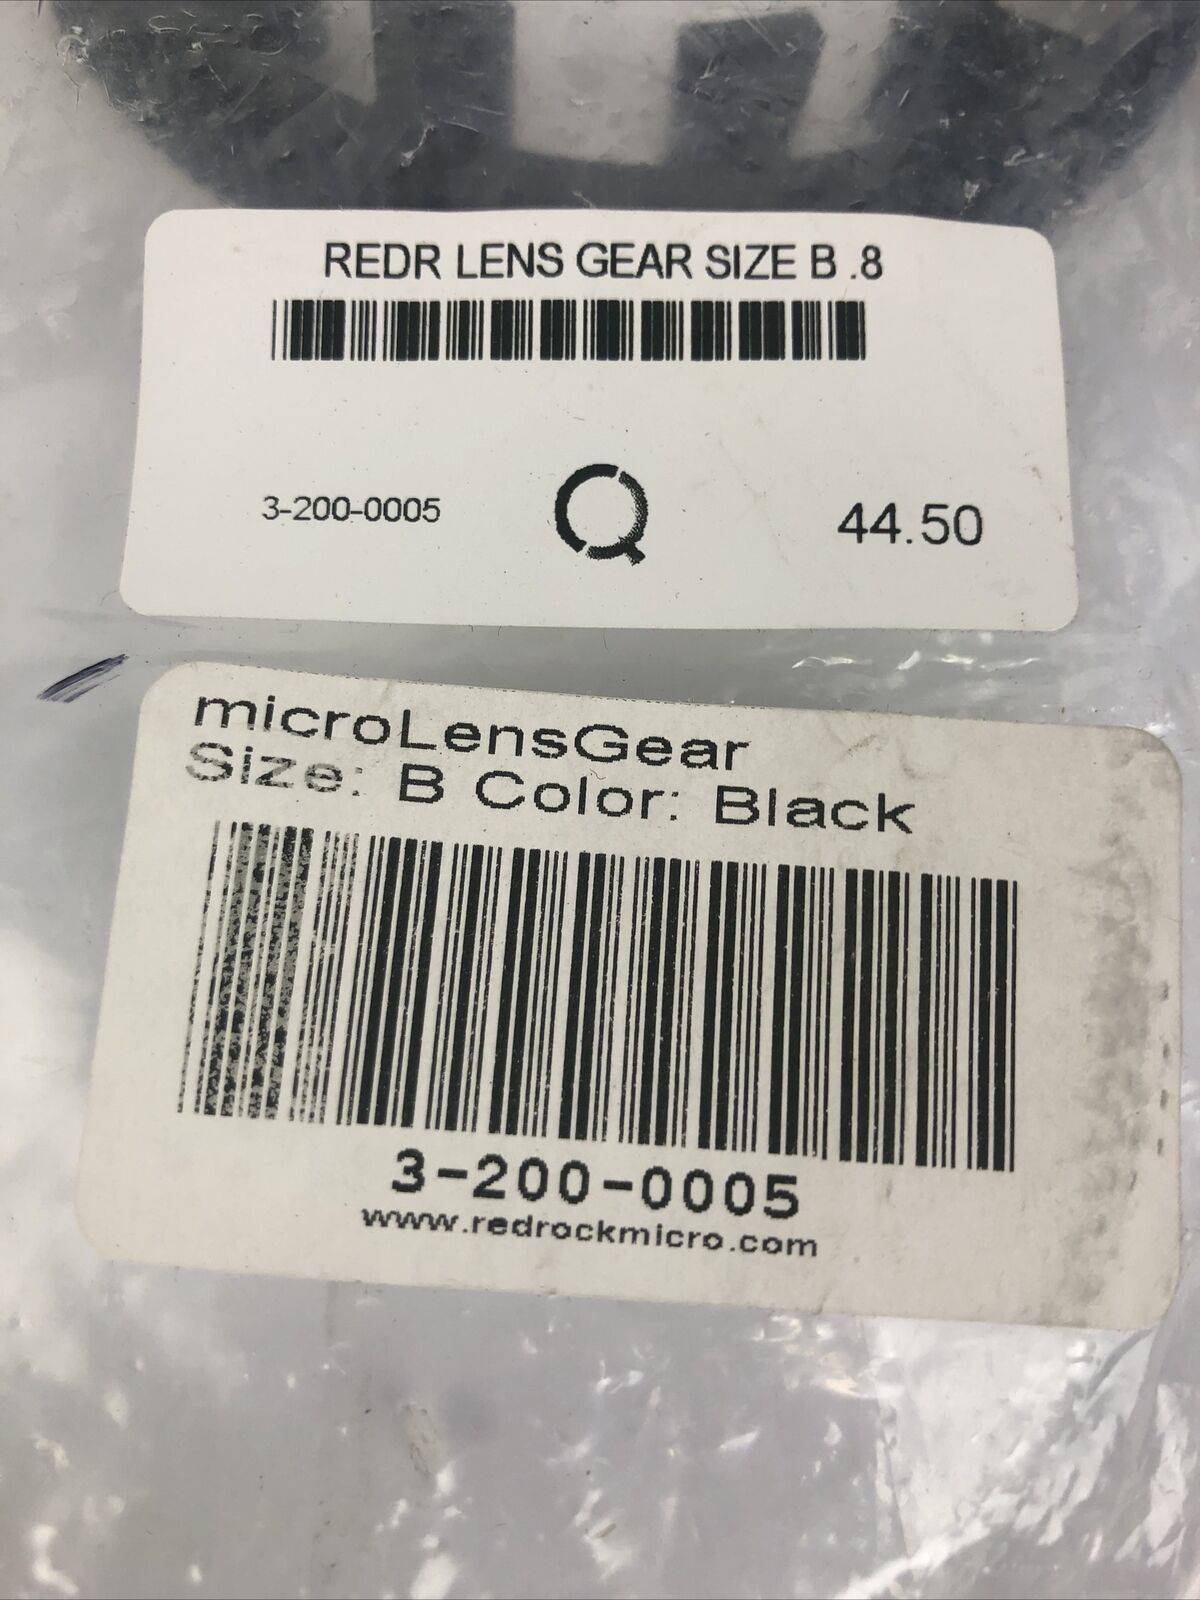 REDR LENS GEAR SIZE B .8
3-200-0005
44.50
microLensGear
Size: B Color: Black
3-200-0005
www.redrockmicro.com